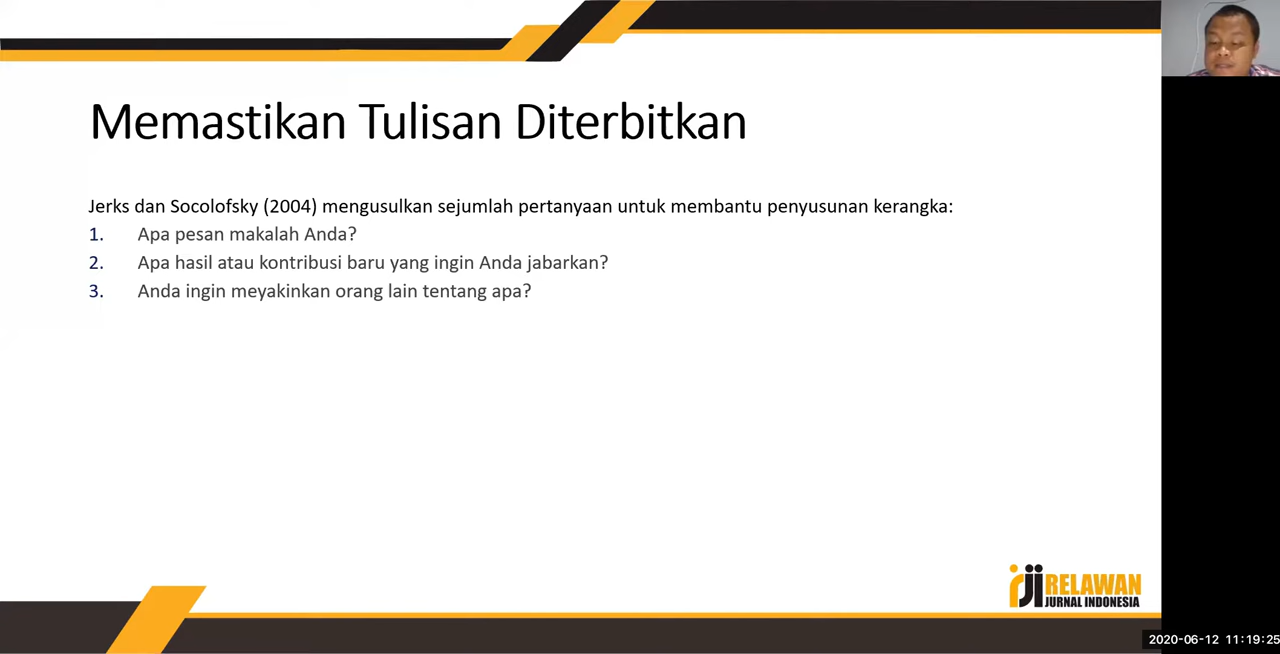 Memastikan Tulisan Diterbitkan
Jerks dan Socolofsky (2004) mengusulkan sejumlah pertanyaan untuk membantu penyusunan kerangka:
1. Apa pesan makalah Anda?
2. Apa hasil atau kontribusi baru yang ingin Anda jabarkan?
3. Anda ingin meyakinkan orang lain tentang apa?
rji RELAWAN
JURNAL INDONESIA
2020-06-12 11:19:25